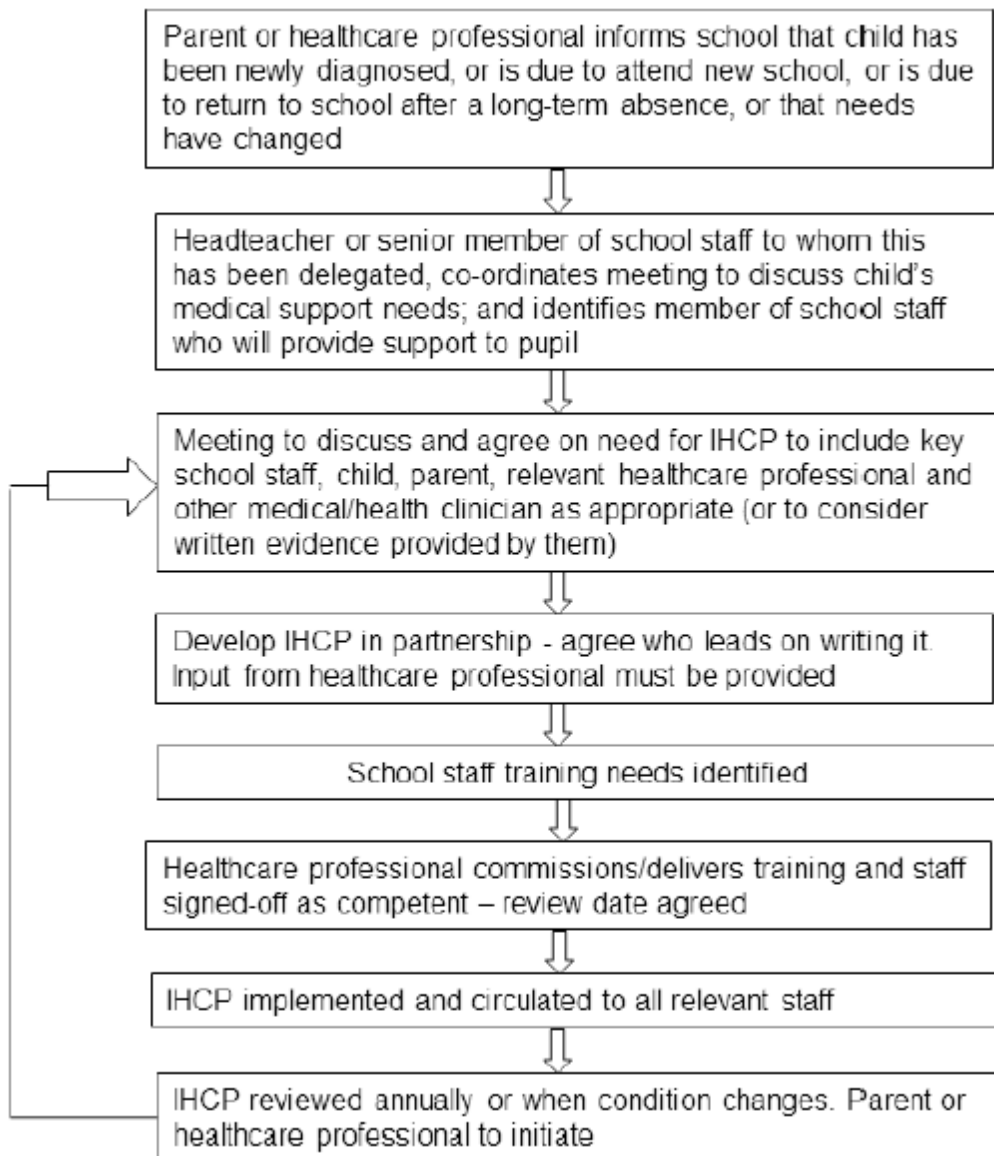 Parent or healthcare professional informs school that child has
been newly diagnosed, or is due to attend new school, or is due
to return to school after a long-term absence, or that needs
have changed
Headteacher or senior member of school staff to whom this
has been delegated, co-ordinates meeting to discuss child's
medical support needs; and identifies member of school staff
who will provide support to pupil
Meeting to discuss and agree on need for IHCP to include key
school staff, child, parent, relevant healthcare professional and
other medical/health clinician as appropriate (or to consider
written evidence provided by them)
Develop IHCP in partnership - agree who leads on writing it.
Input from healthcare professional must be provided
School staff training needs identified
Healthcare professional commissions/delivers training and staff
signed-off as competent – review date agreed
IHCP implemented and circulated to all relevant staff
IHCP reviewed annually or when condition changes. Parent or
healthcare professional to initiate